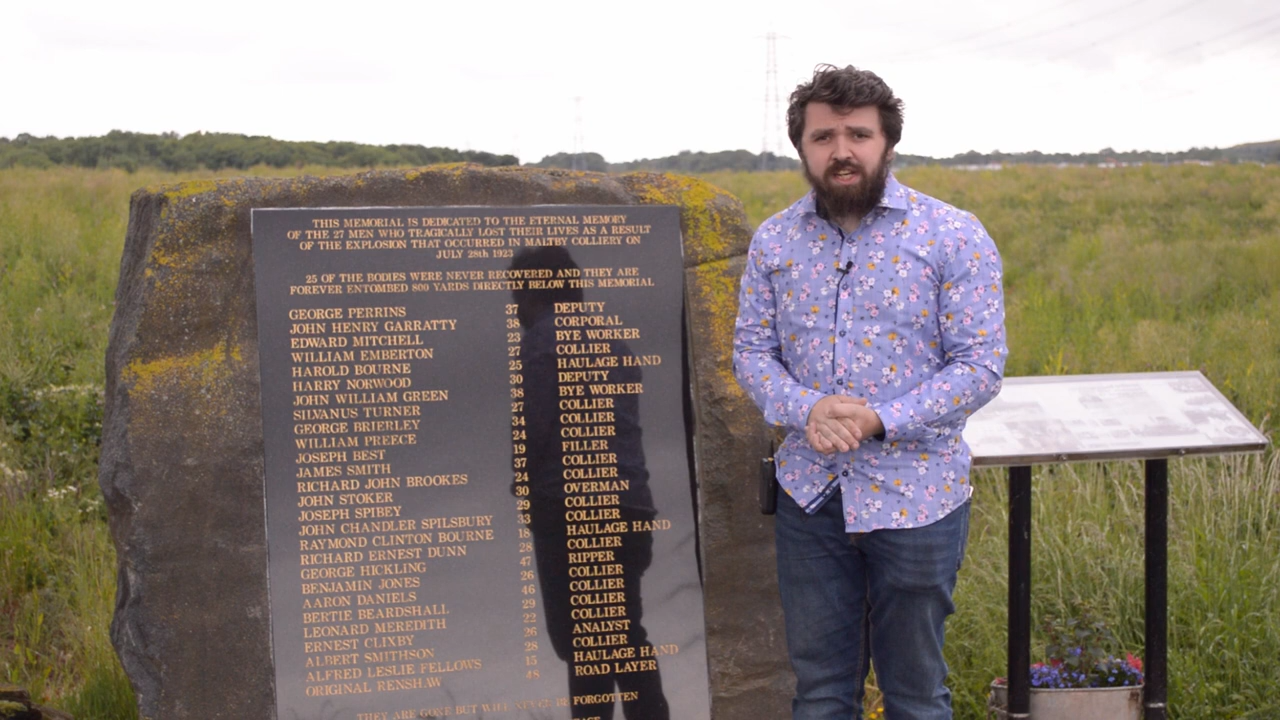 THIS MEMORIAL IS DEDICATED TO THE ETERNAL MEMORY
OF THE 27 MEN WHO TRAGICALLY LOST THEIR LIVES AS A RESULT
OF THE EXPLOSION THAT OCCURRED IN MALTBY COLLIERY ON
JULY 28th 1923
25 OF THE BODIES WERE NEVER RECOVERED AND THEY ARE
FOREVER ENTOMBED 800 YARDS DIRECTLY BELOW THIS MEMORIAL
GEORGE PERRINS 37 DEPUTY
JOHN HENRY GARRATTY 38 CORPORAL
EDWARD MITCHELL 23 BYE WORKER
WILLIAM EMBERTON 27 COLLIER
HAROLD BOURNE 25 HAULAGE HAND
HARRY NORWOOD 30 DEPUTY
JOHN WILLIAM GREEN 38 BYE WORKER
SILVANUS TURNER 27 COLLIER
GEORGE BRIERLEY 34 COLLIER
WILLIAM PREECE 24 COLLIER
JOSEPH BEST 19 FILLER
JAMES SMITH 37 COLLIER
RICHARD JOHN BROOKES 24 COLLIER
JOHN STOKER 30 OVERMAN
JOSEPH SPIBEY 29 COLLIER
JOHN CHANDLER SPILSBURY 33 COLLIER
RAYMOND CLINTON BOURNE 18 HAULAGE HAND
RICHARD ERNEST DUNN 28 COLLIER
GEORGE HICKLING 47 RIPPER
BENJAMIN JONES 26 COLLIER
AARON DANIELS 46 COLLIER
BERTIE BEARDSHALL 29 COLLIER
LEONARD MEREDITH 22 COLLIER
ERNEST CLIXBY 26 ANALYST
ALBERT SMITHSON 28 COLLIER
ALFRED LESLIE FELLOWS 15 HAULAGE HAND
ORIGINAL RENSHAW 48 ROAD LAYER
THEY ARE GONE BUT WILL NEVER BE FORGOTTEN